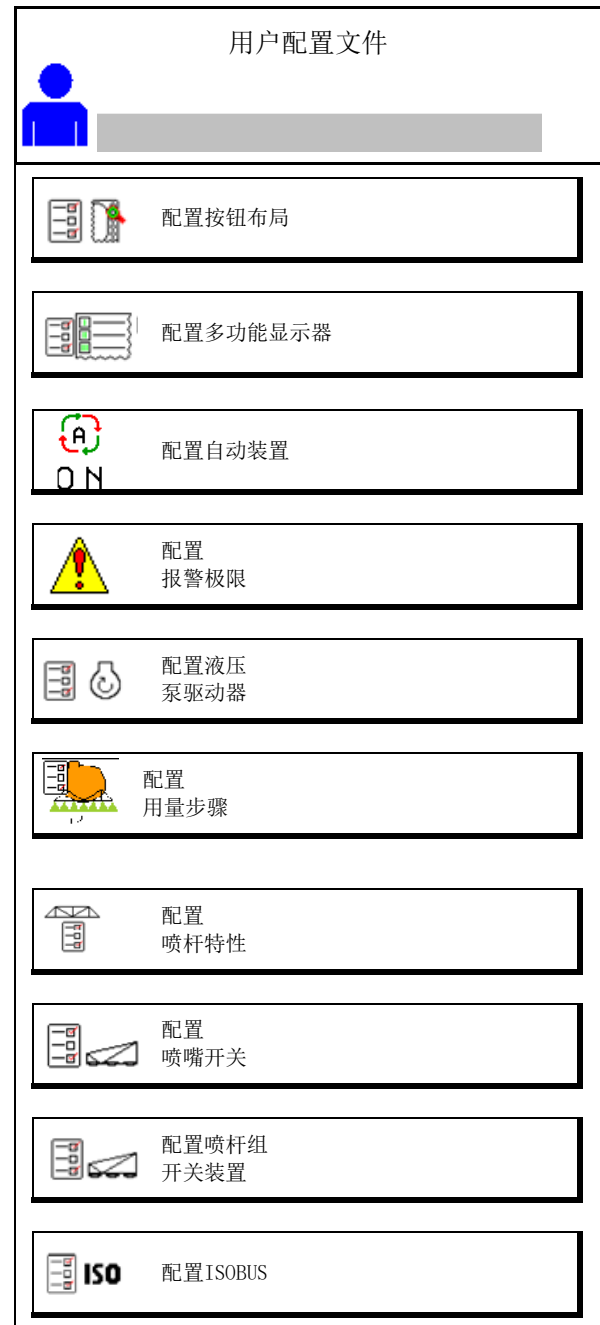 用户配置文件
配置按钮布局
配置多功能显示器
A
ON
配置自动装置
配置
报警极限
配置液压
泵驱动器
配置
用量步骤
配置
喷杆特性
配置
喷嘴开关
配置喷杆组
开关装置
ISO
配置ISOBUS